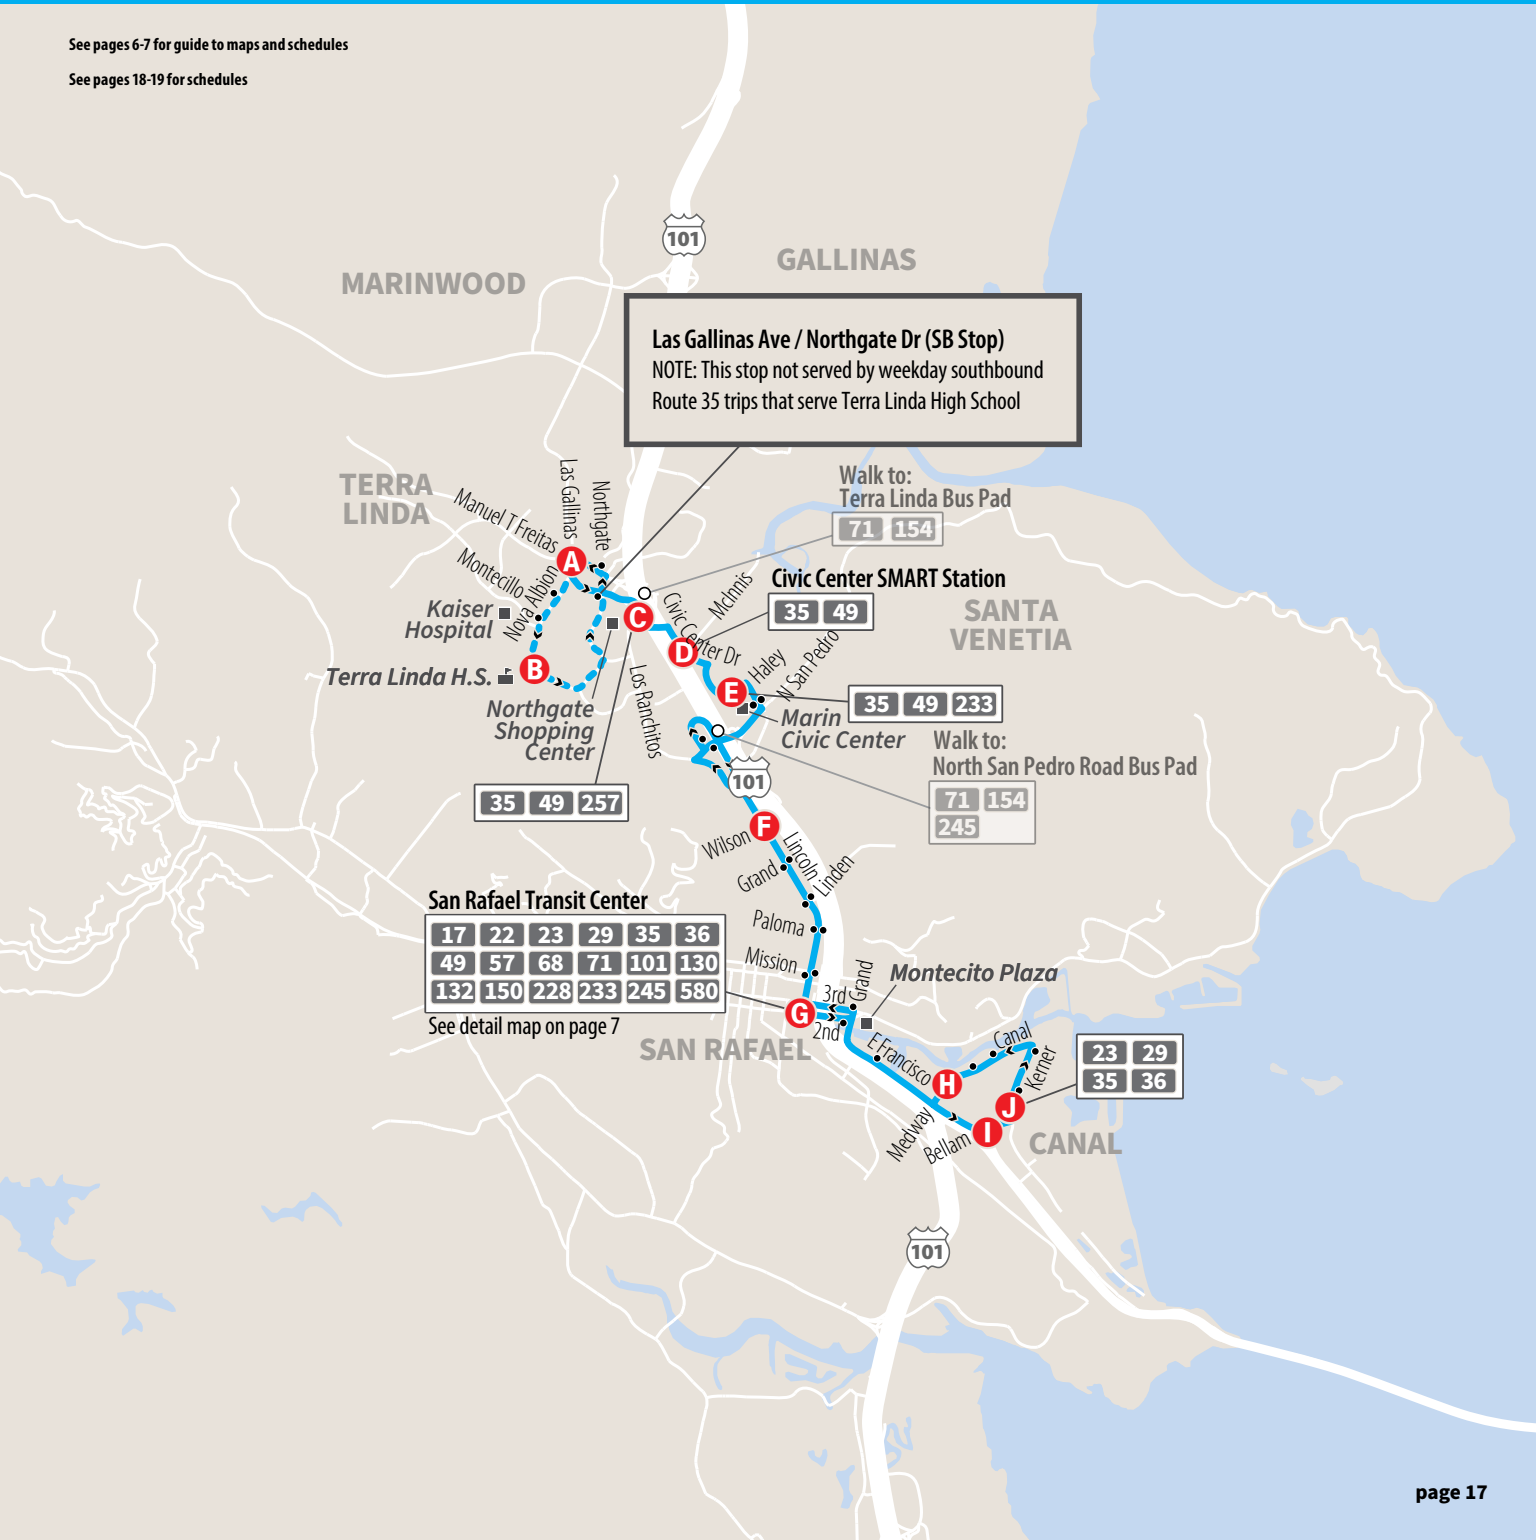 See pages 6-7 for guide to maps and schedules
See pages 18-19 for schedules
101
GALLINAS
MARINWOOD
Las Gallinas Ave / Northgate Dr (SB Stop)
NOTE: This stop not served by weekday southbound
Route 35 trips that serve Terra Linda High School
TERRA
LINDA
Las Gallinas
Northgate
Manuel T Freitas
Montecillo
Nova Albion
Walk to:
Terra Linda Bus Pad
71 154
A
Civic Center SMART Station
35 49
McInnis
Civic Center Dr
SANTA
VENETIA
Kaiser
Hospital
C
D
B
Terra Linda H.S.
E
Haley
N San Pedro
35 49 233
Los Ranchitos
Northgate
Shopping
Center
Marin
Civic Center
Walk to:
North San Pedro Road Bus Pad
71 154
245
101
35 49 257
F
Wilson
Lincoln
Grand
Linden
San Rafael Transit Center
17 22 23 29 35 36
49 57 68 71 101 130
132 150 228 233 245 580
See detail map on page 7
Paloma
Mission
3rd
Grand
Montecito Plaza
G
2nd
SAN RAFAEL
E Francisco
Canal
Kerner
23 29
35 36
H
J
I
Medway
Bellam
CANAL
101
page 17